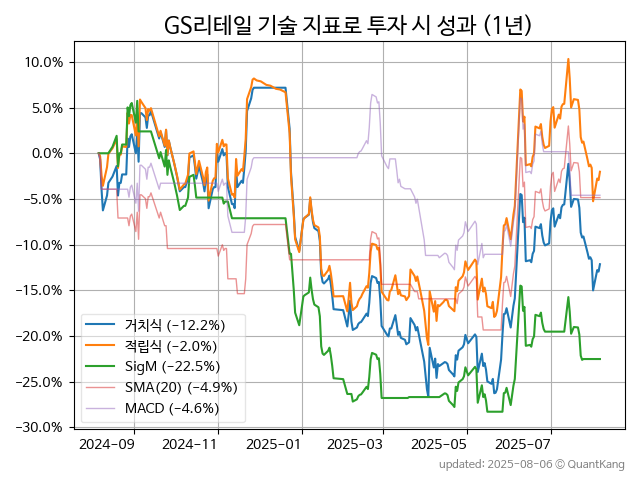 GS리테일 기술 지표로 투자 시 성과 (1년)
10.0%
5.0%
0.0%
−5.0%
−10.0%
−15.0%
−20.0%
−25.0%
−30.0%
거치식 (−12.2%)
적립식 (−2.0%)
SigM (−22.5%)
SMA(20) (−4.9%)
MACD (−4.6%)
2024-09 2024-11 2025-01 2025-03 2025-05 2025-07
updated: 2025-08-06 © QuantKang